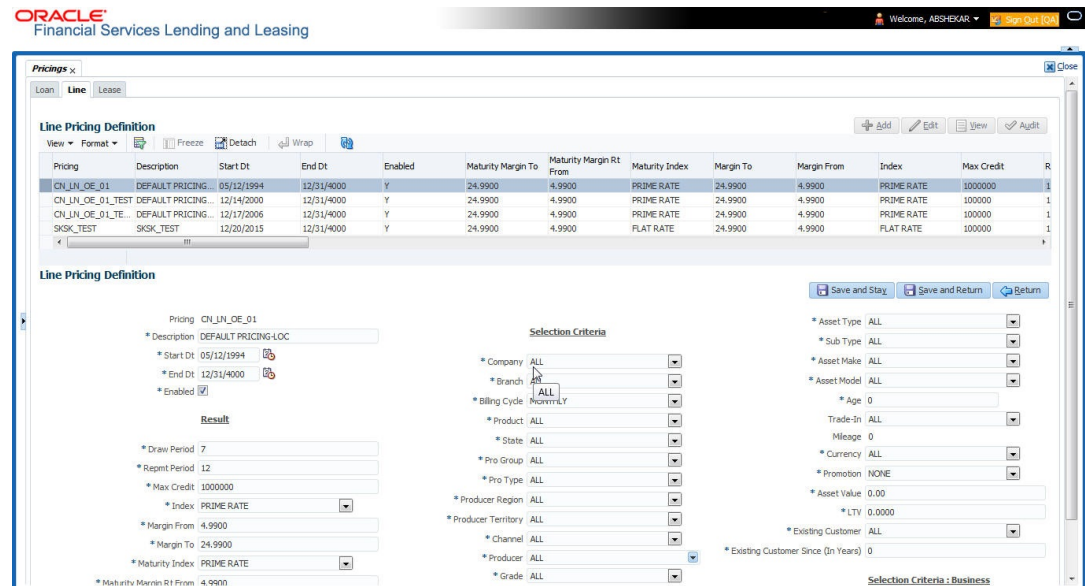 ORACLE®
Financial Services Lending and Leasing
Welcome, ABSHEKAR
Sign Out [QA]
Pricings
Close
Loan Line Lease
Line Pricing Definition
Add Edit View Audit
View Format Freeze Detach Wrap
Pricing Description Start Dt End Dt Enabled Maturity Margin To Maturity Margin Rt From Maturity Index Margin To Margin From Index Max Credit R
CN_LN_OE_01 DEFAULT PRICING... 05/12/1994 12/31/4000 Y 24.9900 4.9900 PRIME RATE 24.9900 4.9900 PRIME RATE 1000000 1
CN_LN_OE_01_TEST DEFAULT PRICING... 12/14/2000 12/31/4000 Y 24.9900 4.9900 PRIME RATE 24.9900 4.9900 PRIME RATE 100000 1
CN_LN_OE_01_TE... DEFAULT PRICING... 12/17/2006 12/31/4000 Y 24.9900 4.9900 PRIME RATE 24.9900 4.9900 PRIME RATE 100000 1
SKSK_TEST SKSK_TEST 12/20/2015 12/31/4000 Y 24.9900 4.9900 FLAT RATE 24.9900 4.9900 FLAT RATE 100000 1
Line Pricing Definition
Save and Stay Save and Return Return
Pricing CN_LN_OE_01
* Description DEFAULT PRICING-LOC
* Start Dt 05/12/1994
* End Dt 12/31/4000
* Enabled
Result
* Draw Period 7
* Repmt Period 12
* Max Credit 1000000
* Index PRIME RATE
* Margin From 4.9900
* Margin To 24.9900
* Maturity Index PRIME RATE
* Maturity Margin Rt From 4.9900
Selection Criteria
* Company ALL
* Branch
ALL
* Billing Cycle MONTHLY
* Product ALL
* State ALL
* Pro Group ALL
* Pro Type ALL
* Producer Region ALL
* Producer Territory ALL
* Channel ALL
* Producer ALL
* Grade ALL
* Asset Type ALL
* Sub Type ALL
* Asset Make ALL
* Asset Model ALL
* Age 0
Trade-In ALL
Mileage 0
* Currency ALL
* Promotion NONE
* Asset Value 0.00
* LTV 0.0000
* Existing Customer ALL
* Existing Customer Since (In Years) 0
Selection Criteria : Business